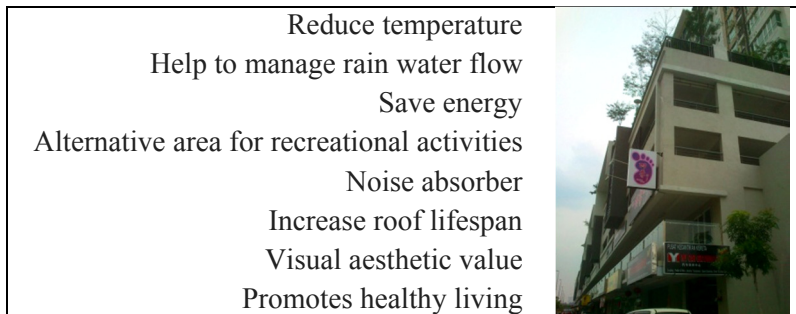 Reduce temperature
Help to manage rain water flow
Save energy
Alternative area for recreational activities
Noise absorber
Increase roof lifespan
Visual aesthetic value
Promotes healthy living